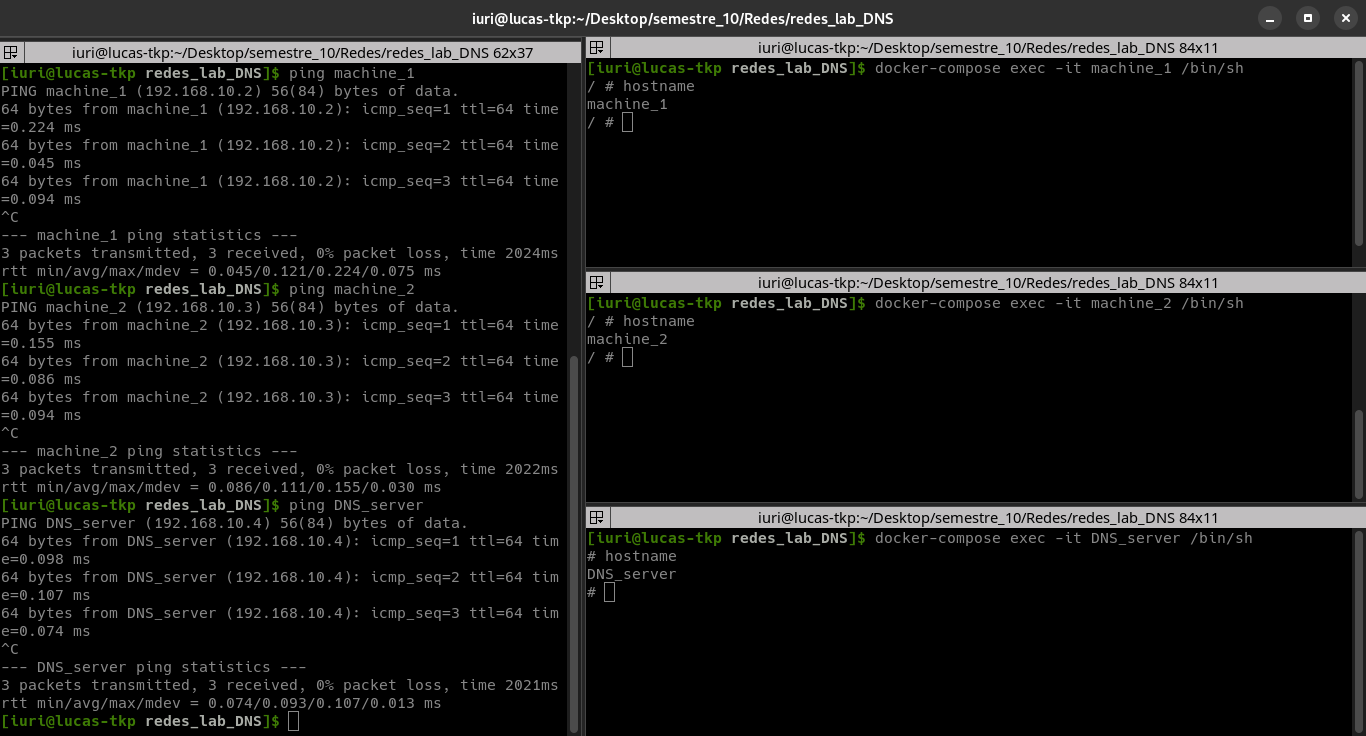 iuri@lucas-tkp:~/Desktop/semestre_10/Redes/redes_lab_DNS
iuri@lucas-tkp:~/Desktop/semestre_10/Redes/redes_lab_DNS 62x37
[iuri@lucas-tkp redes_lab_DNS]$ ping machine_1
PING machine_1 (192.168.10.2) 56(84) bytes of data.
64 bytes from machine_1 (192.168.10.2): icmp_seq=1 ttl=64 time
=0.224 ms
64 bytes from machine_1 (192.168.10.2): icmp_seq=2 ttl=64 time
=0.045 ms
64 bytes from machine_1 (192.168.10.2): icmp_seq=3 ttl=64 time
=0.094 ms
^C
--- machine_1 ping statistics ---
3 packets transmitted, 3 received, 0% packet loss, time 2024ms
rtt min/avg/max/mdev = 0.045/0.121/0.224/0.075 ms
[iuri@lucas-tkp redes_lab_DNS]$ ping machine_2
PING machine_2 (192.168.10.3) 56(84) bytes of data.
64 bytes from machine_2 (192.168.10.3): icmp_seq=1 ttl=64 time
=0.155 ms
64 bytes from machine_2 (192.168.10.3): icmp_seq=2 ttl=64 time
=0.086 ms
64 bytes from machine_2 (192.168.10.3): icmp_seq=3 ttl=64 time
=0.094 ms
^C
--- machine_2 ping statistics ---
3 packets transmitted, 3 received, 0% packet loss, time 2022ms
rtt min/avg/max/mdev = 0.086/0.111/0.155/0.030 ms
[iuri@lucas-tkp redes_lab_DNS]$ ping DNS_server
PING DNS_server (192.168.10.4) 56(84) bytes of data.
64 bytes from DNS_server (192.168.10.4): icmp_seq=1 ttl=64 tim
e=0.098 ms
64 bytes from DNS_server (192.168.10.4): icmp_seq=2 ttl=64 tim
e=0.107 ms
64 bytes from DNS_server (192.168.10.4): icmp_seq=3 ttl=64 tim
e=0.074 ms
^C
--- DNS_server ping statistics ---
3 packets transmitted, 3 received, 0% packet loss, time 2021ms
rtt min/avg/max/mdev = 0.074/0.093/0.107/0.013 ms
[iuri@lucas-tkp redes_lab_DNS]$
iuri@lucas-tkp:~/Desktop/semestre_10/Redes/redes_lab_DNS 84x11
[iuri@lucas-tkp redes_lab_DNS]$ docker-compose exec -it machine_1 /bin/sh
/ # hostname
machine_1
/ #
iuri@lucas-tkp:~/Desktop/semestre_10/Redes/redes_lab_DNS 84x11
[iuri@lucas-tkp redes_lab_DNS]$ docker-compose exec -it machine_2 /bin/sh
/ # hostname
machine_2
/ #
iuri@lucas-tkp:~/Desktop/semestre_10/Redes/redes_lab_DNS 84x11
[iuri@lucas-tkp redes_lab_DNS]$ docker-compose exec -it DNS_server /bin/sh
# hostname
DNS_server
#